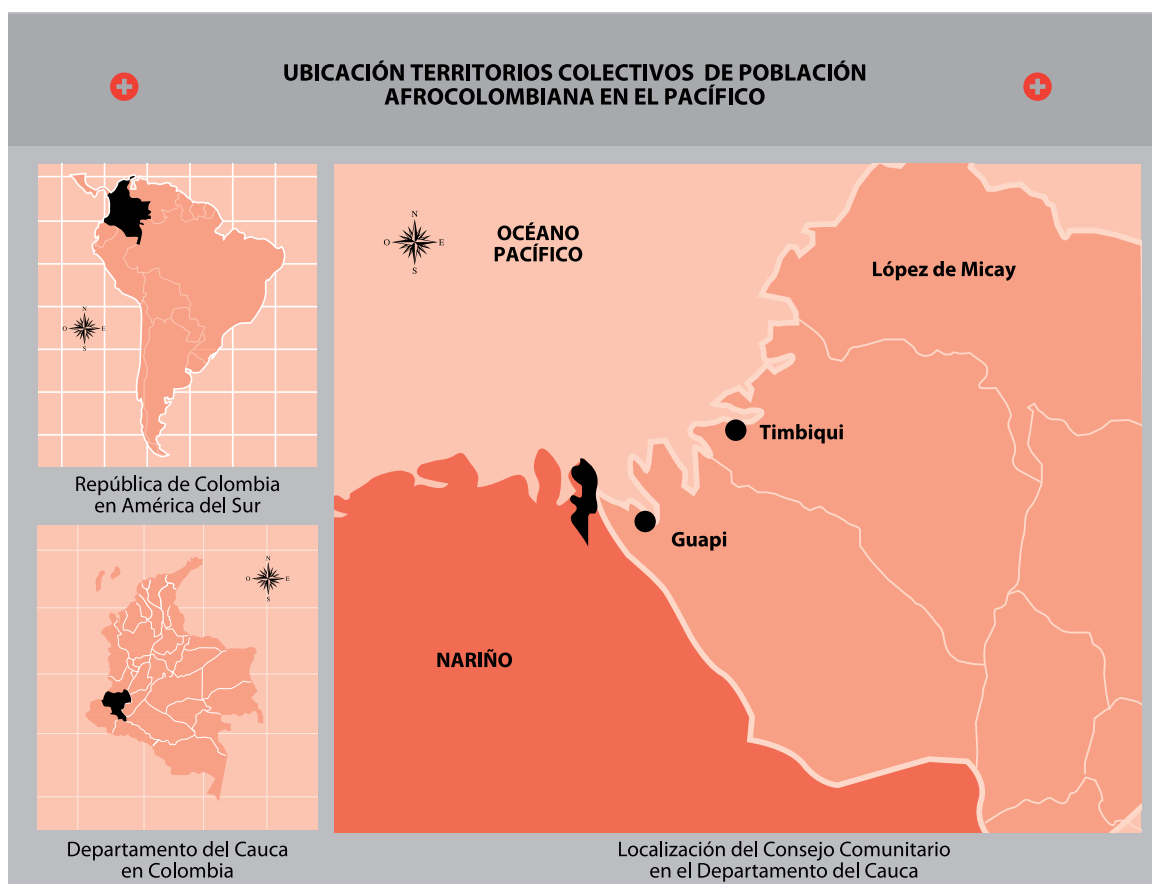 UBICACIÓN TERRITORIOS COLECTIVOS DE POBLACIÓN
AFROCOLOMBIANA EN EL PACÍFICO
N
O E
S
República de Colombia
en América del Sur
N
O E
S
Departamento del Cauca
en Colombia
N
O E
S
OCÉANO
PACÍFICO
López de Micay
Timbiqui
Guapi
NARIÑO
Localización del Consejo Comunitario
en el Departamento del Cauca